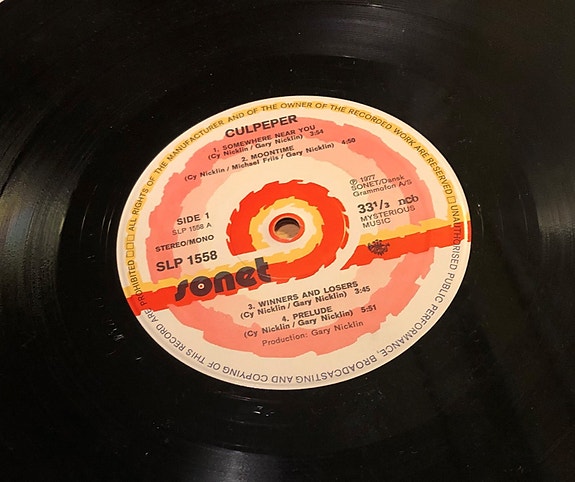 □□ ALL RIGHTS OF THE MANUFACTURER AND OF THE OWNER OF THE RECORDED WORK ARE RESERVED □ UNAUTHORISED PUBLIC PERFORMANCE, BROADCASTING AND COPYING OF THIS RECORD ARE PROHIBITED
CULPEPER
1. SOMEWHERE NEAR YOU
(Cy Nicklin / Gary Nicklin) 3:54
2. MOONTIME
(Cy Nicklin / Michael Friis / Gary Nicklin) 4:50
SIDE 1
SLP 1558 A
STEREO/MONO
SLP 1558
℗ 1977
SONET/Dansk
Grammofon A/S
33 1/3 ncb
MYSTERIOUS
MUSIC
sonet
3. WINNERS AND LOSERS
(Cy Nicklin / Gary Nicklin) 3:45
4. PRELUDE
(Cy Nicklin / Gary Nicklin) 5:51
Production: Gary Nicklin